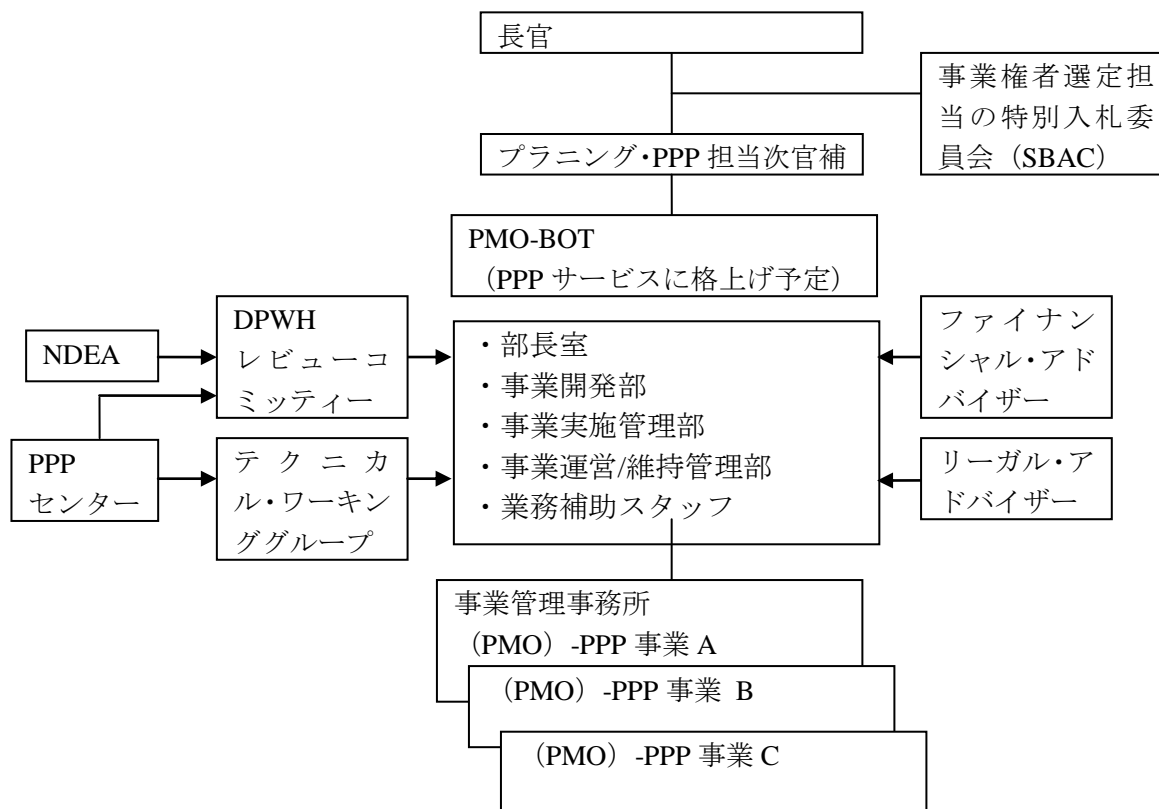 長官
事業権者選定担
当の特別入札委
員会（SBAC）
プラニング・PPP 担当次官補
PMO-BOT
（PPP サービスに格上げ予定）
NDEA
DPWH
レビューコ
ミッティー
・部長室
・事業開発部
・事業実施管理部
・事業運営/維持管理部
・業務補助スタッフ
ファイナン
シャル・アド
バイザー
PPP
センター
テクニカ
ル・ワーキン
ググループ
リーガル・ア
ドバイザー
事業管理事務所
（PMO）-PPP 事業 A
（PMO）-PPP 事業 B
（PMO）-PPP 事業 C